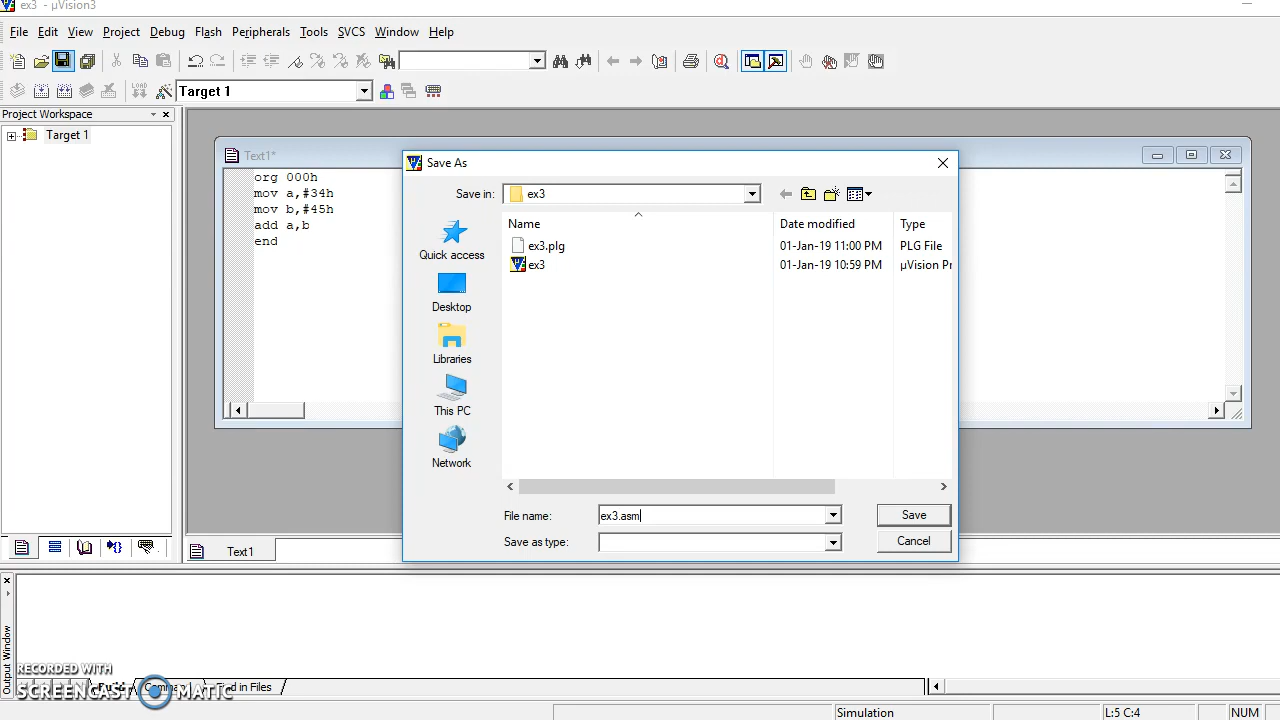 ex3 - µVision3
File Edit View Project Debug Flash Peripherals Tools SVCS Window Help
Target 1
Project Workspace
Target 1
Text1*
org 000h
mov a,#34h
mov b,#45h
add a,b
end
Save As
Save in: ex3
Name Date modified Type
ex3.plg 01-Jan-19 11:00 PM PLG File
ex3 01-Jan-19 10:59 PM µVision Pr
Quick access
Desktop
Libraries
This PC
Network
File name: ex3.asm Save
Save as type: Cancel
Text1
Output Window
RECORDED WITH
SCREENCAST MATIC
Build Command Find in Files
Simulation L:5 C:4 NUM